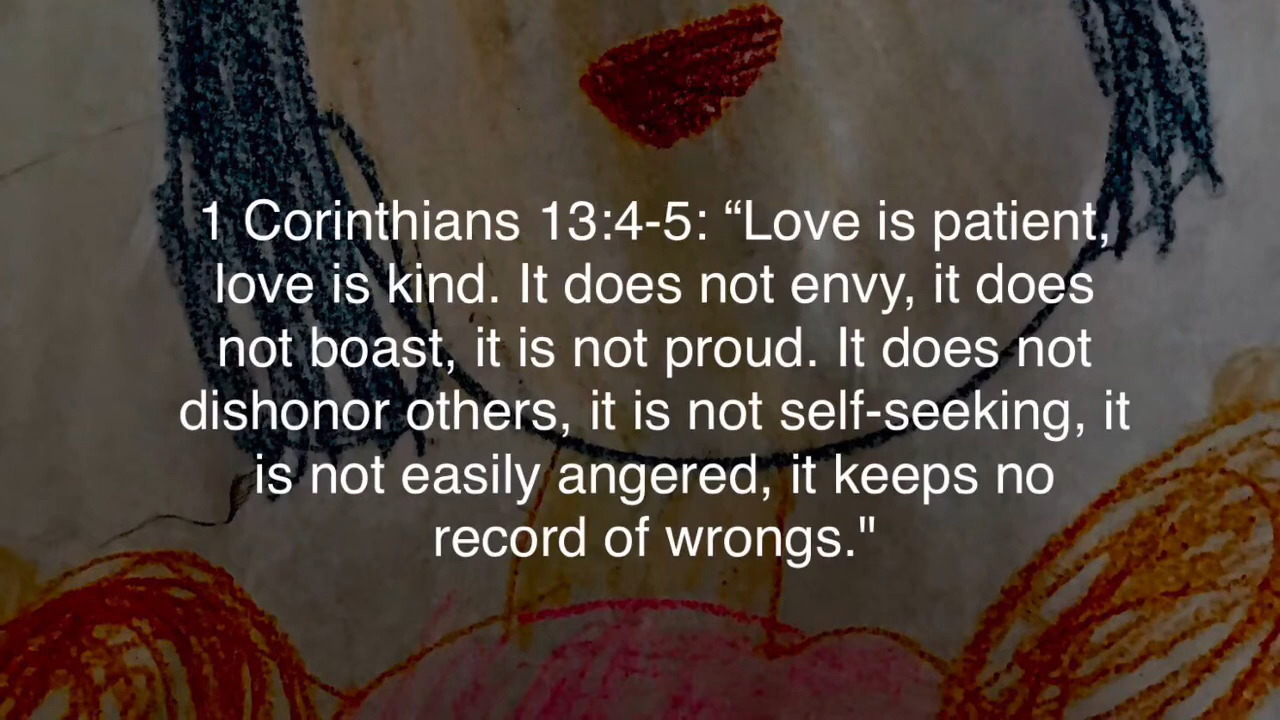 1 Corinthians 13:4-5: “Love is patient,
love is kind. It does not envy, it does
not boast, it is not proud. It does not
dishonor others, it is not self-seeking, it
is not easily angered, it keeps no
record of wrongs."